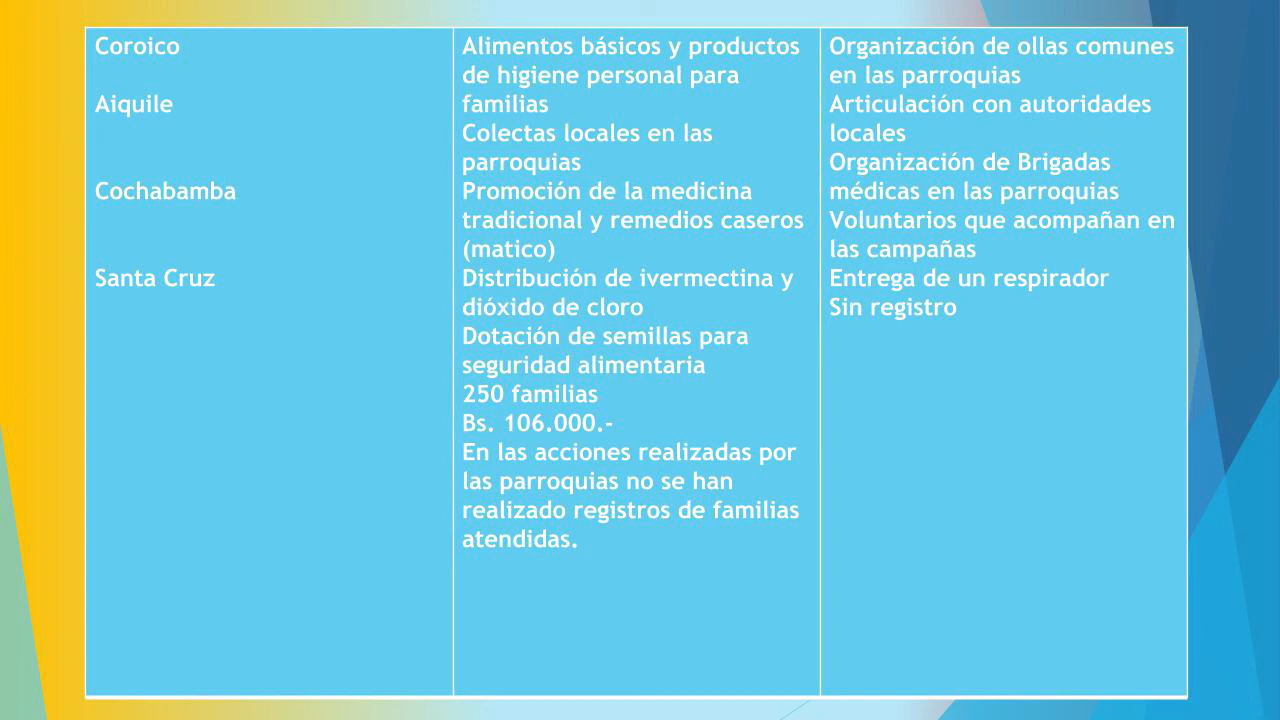 Coroico
Aiquile
Cochabamba
Santa Cruz
Alimentos básicos y productos
de higiene personal para
familias
Colectas locales en las
parroquias
Promoción de la medicina
tradicional y remedios caseros
(matico)
Distribución de ivermectina y
dióxido de cloro
Dotación de semillas para
seguridad alimentaria
250 familias
Bs. 106.000.-
En las acciones realizadas por
las parroquias no se han
realizado registros de familias
atendidas.
Organización de ollas comunes
en las parroquias
Articulación con autoridades
locales
Organización de Brigadas
médicas en las parroquias
Voluntarios que acompañan en
las campañas
Entrega de un respirador
Sin registro